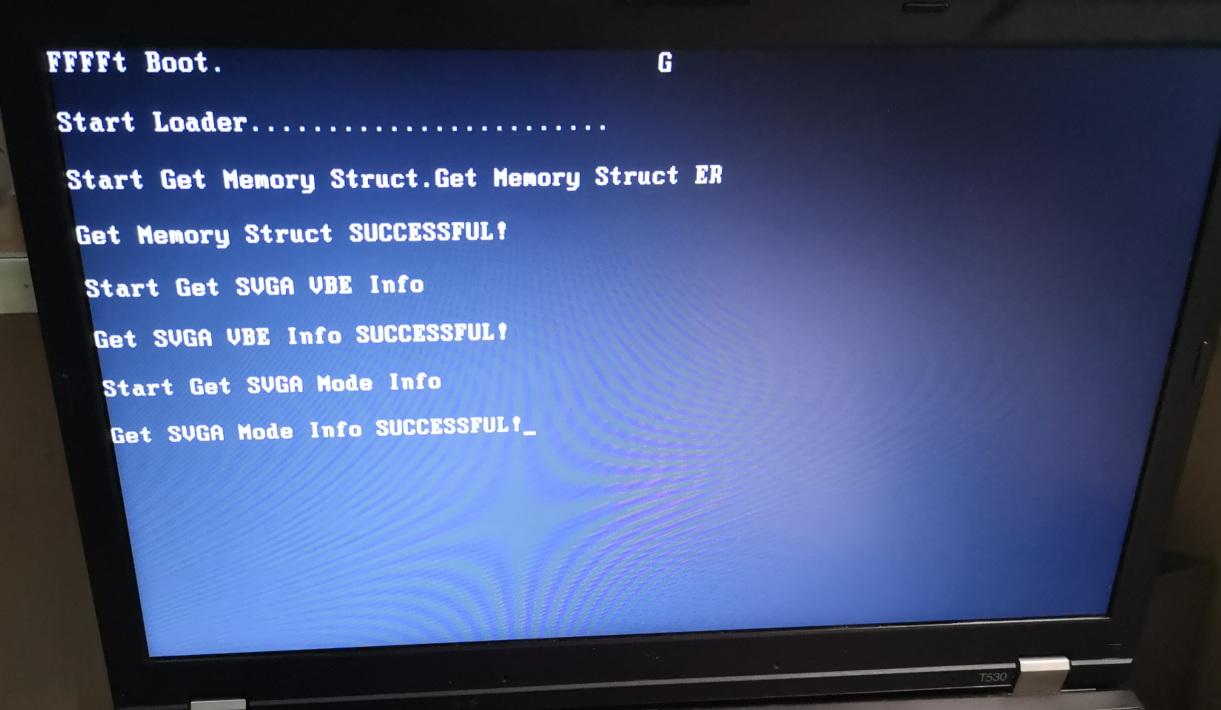 FFFFt Boot. G
Start Loader.......................
Start Get Memory Struct.Get Memory Struct ER
Get Memory Struct SUCCESSFUL!
Start Get SVGA VBE Info
Get SVGA VBE Info SUCCESSFUL!
Start Get SVGA Mode Info
Get SVGA Mode Info SUCCESSFUL!_
T530